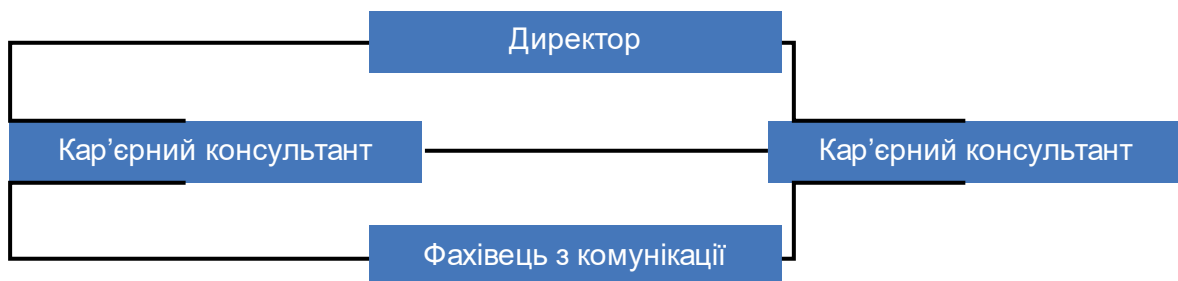 Директор
Кар’єрний консультант
Кар’єрний консультант
Фахівець з комунікації